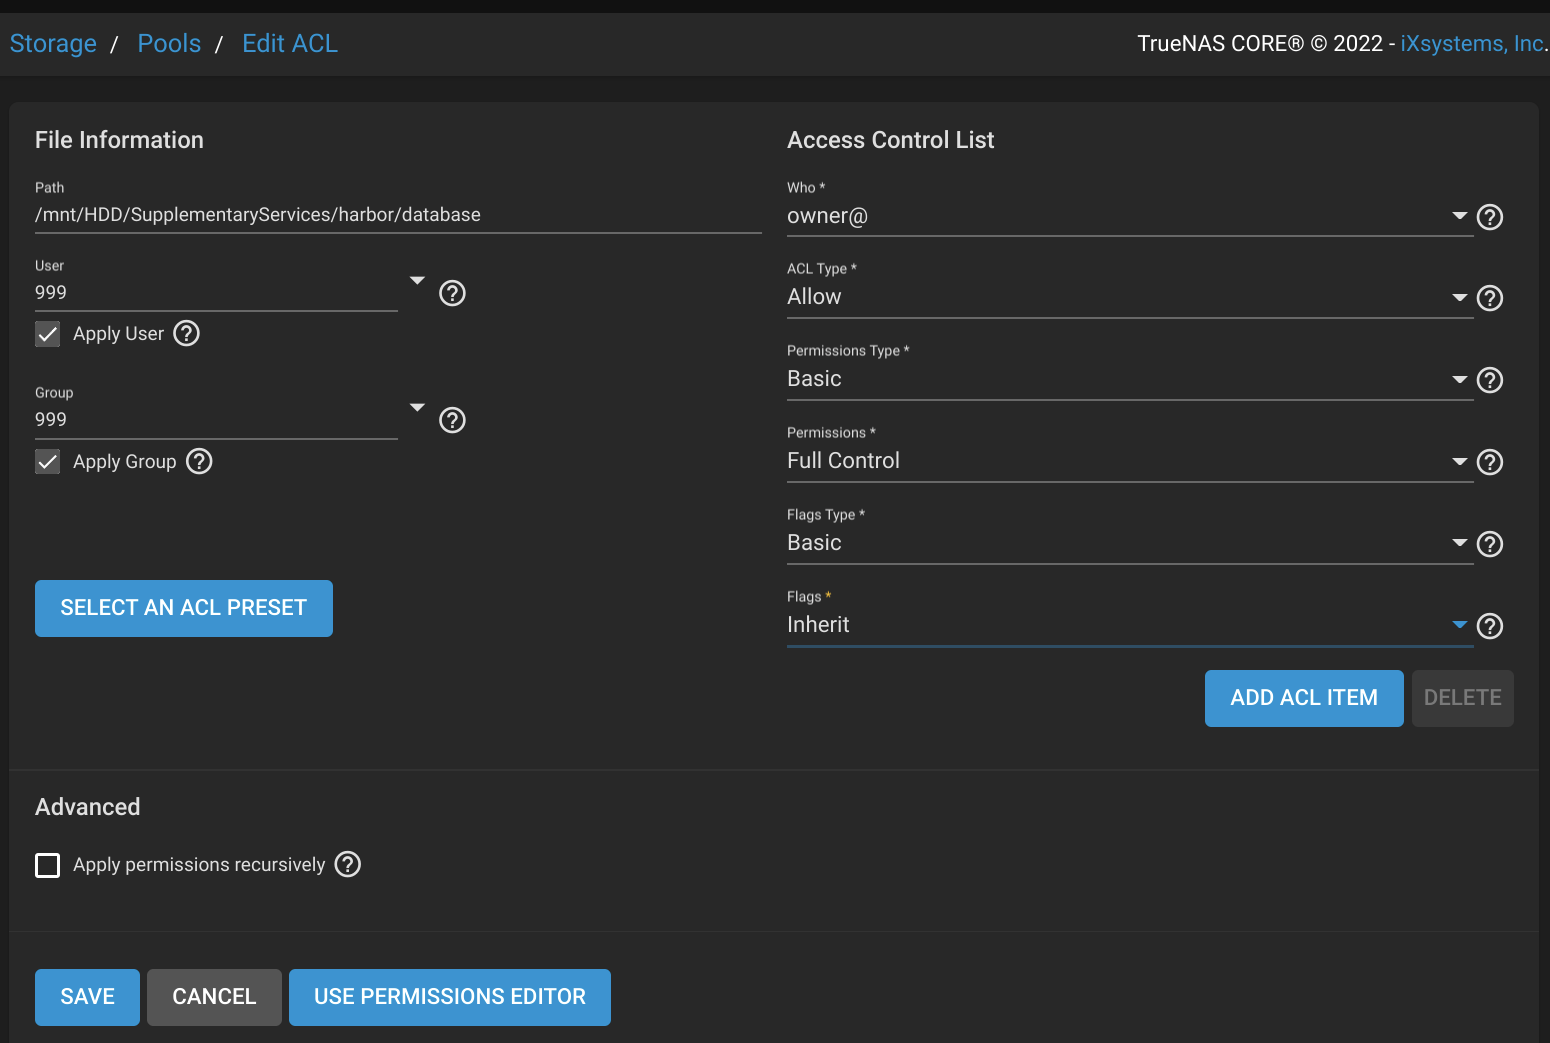 Storage / Pools / Edit ACL
TrueNAS CORE® © 2022 - iXsystems, Inc.
File Information
Path
/mnt/HDD/SupplementaryServices/harbor/database
User
999
Apply User
Group
999
Apply Group
SELECT AN ACL PRESET
Access Control List
Who *
owner@
ACL Type *
Allow
Permissions Type *
Basic
Permissions *
Full Control
Flags Type *
Basic
Flags *
Inherit
ADD ACL ITEM DELETE
Advanced
Apply permissions recursively
SAVE CANCEL USE PERMISSIONS EDITOR